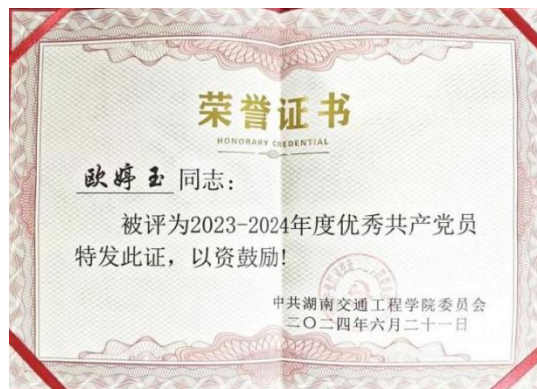 荣誉证书
HONORARY CREDENTIAL
欧婷玉 同志：
被评为2023-2024年度优秀共产党员
特发此证，以资鼓励!
中共湖南交通工程学院委员会
二〇二四年六月二十一日